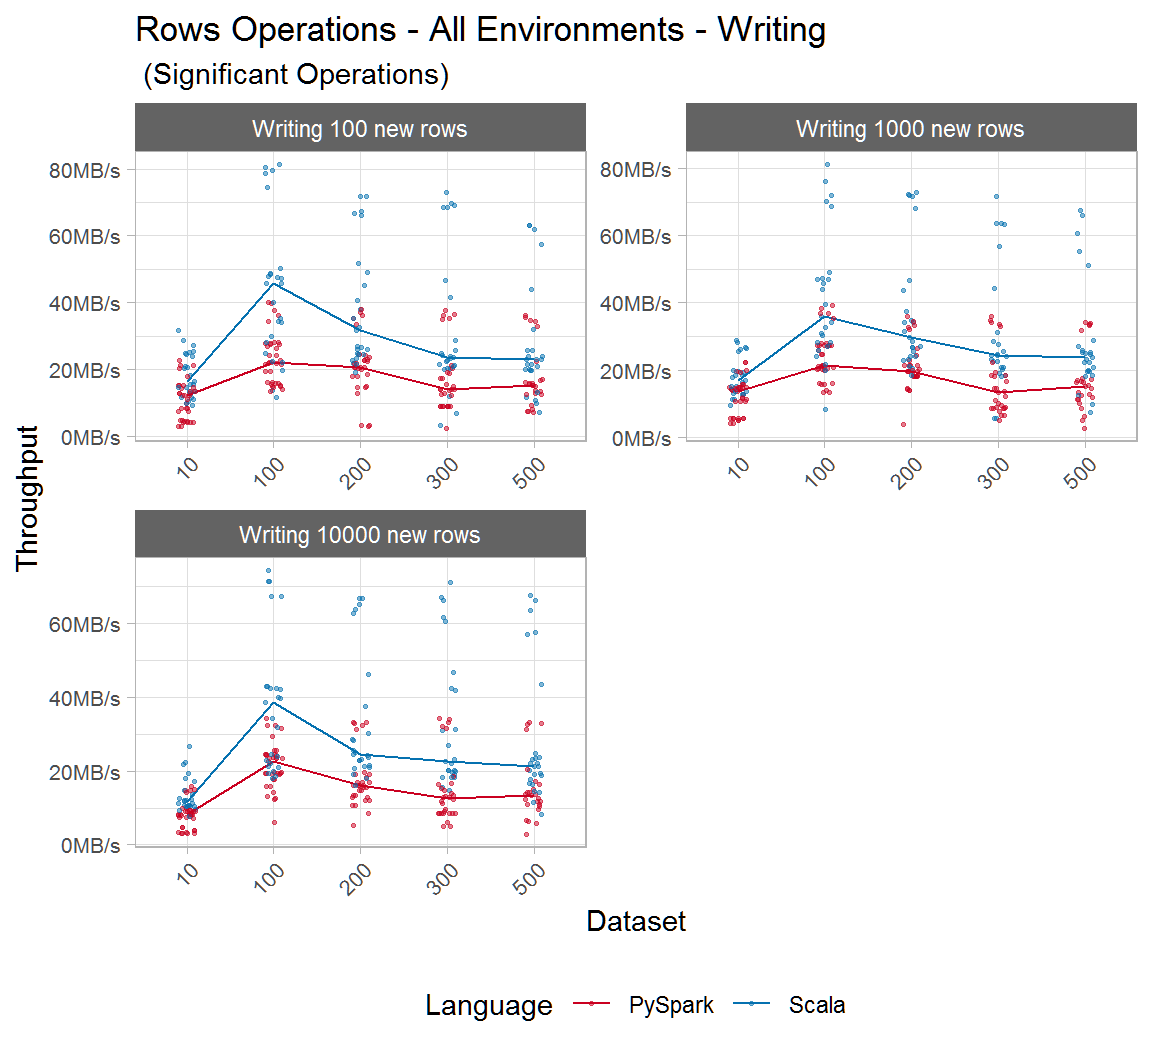 Rows Operations - All Environments - Writing
(Significant Operations)
Writing 100 new rows
Writing 1000 new rows
80MB/s
60MB/s
40MB/s
20MB/s
0MB/s
80MB/s
60MB/s
40MB/s
20MB/s
0MB/s
10
100
200
300
500
10
100
200
300
500
Throughput
Writing 10000 new rows
60MB/s
40MB/s
20MB/s
0MB/s
10
100
200
300
500
Dataset
Language PySpark Scala